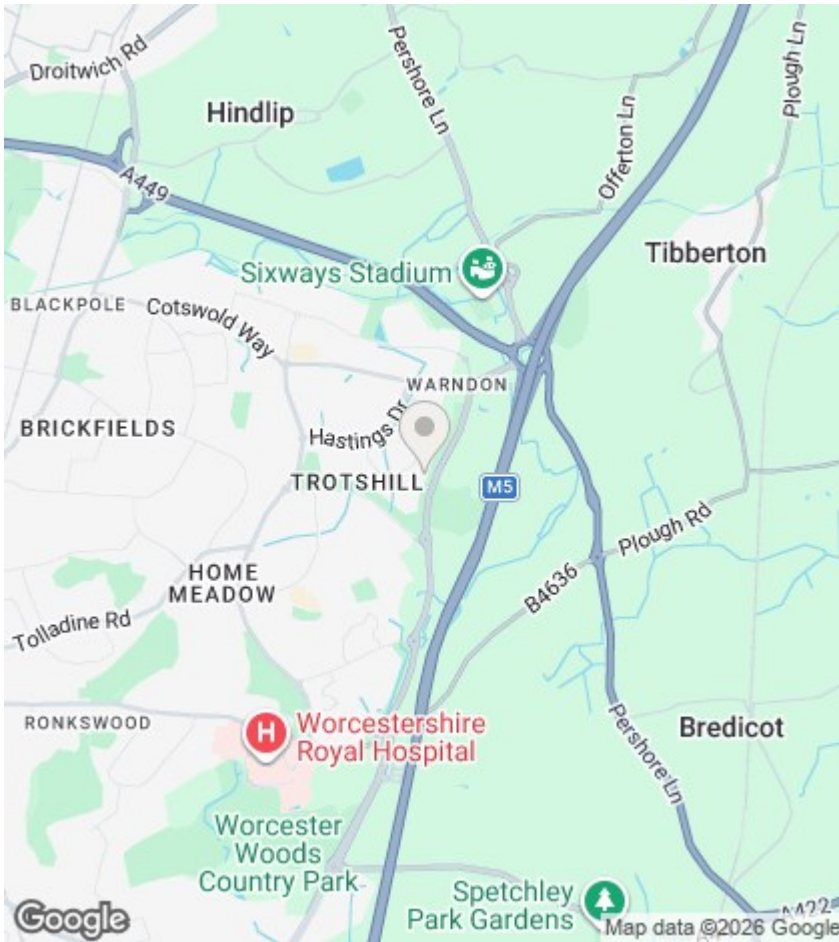 Droitwich Rd
Pershore Ln
Plough Ln
Hindlip
Offerton Ln
A449
Tibberton
Sixways Stadium
BLACKPOLE
Cotswold Way
WARNDON
BRICKFIELDS
Hastings Dr
TROTSHILL
M5
Plough Rd
HOME
MEADOW
B4636
Tolladine Rd
RONKSWOOD
H
Worcestershire
Royal Hospital
Bredicot
Pershore Ln
Worcester
Woods
Country Park
Spetchley
Park Gardens
A422
Google
Map data ©2026 Google